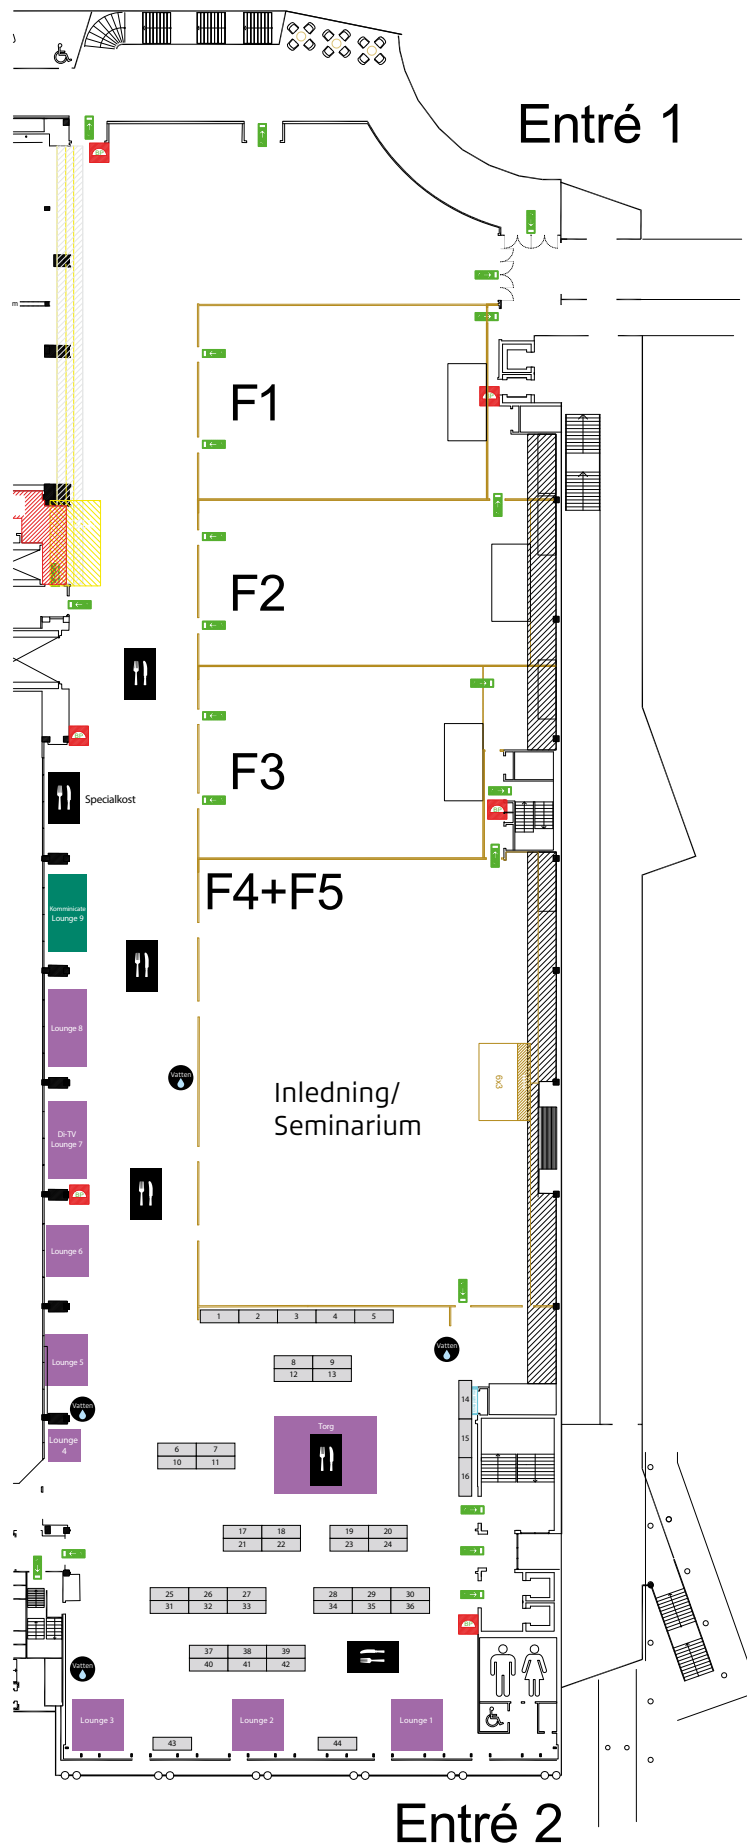 Entré 1
F1
F2
F3
Specialkost
F4+F5
Komminicate
Lounge 9
Lounge 8
Vatten
6x3
Inledning/
Seminarium
Di-TV
Lounge 7
Lounge 6
1 2 3 4 5
Vatten
Lounge 5
8 9
12 13
14
15
16
Vatten
Lounge
4
Torg
6 7
10 11
17 18 19 20
21 22 23 24
25 26 27 28 29 30
31 32 33 34 35 36
37 38 39
40 41 42
Vatten
Lounge 3
Lounge 2
Lounge 1
43 44
Entré 2